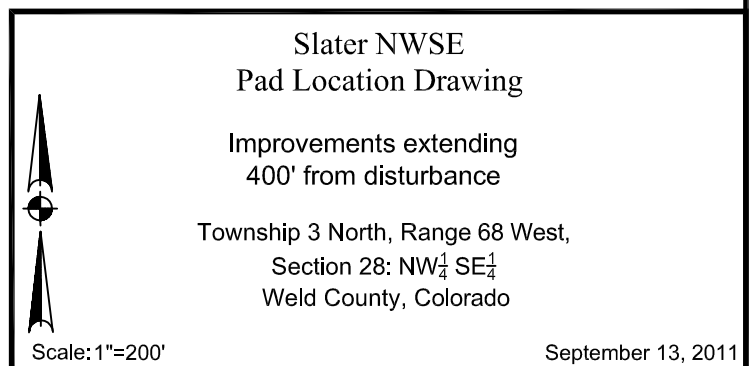 Slater NWSE
Pad Location Drawing
Improvements extending
400' from disturbance
Township 3 North, Range 68 West,
Section 28: NW¼ SE¼
Weld County, Colorado
Scale: 1"=200'
September 13, 2011